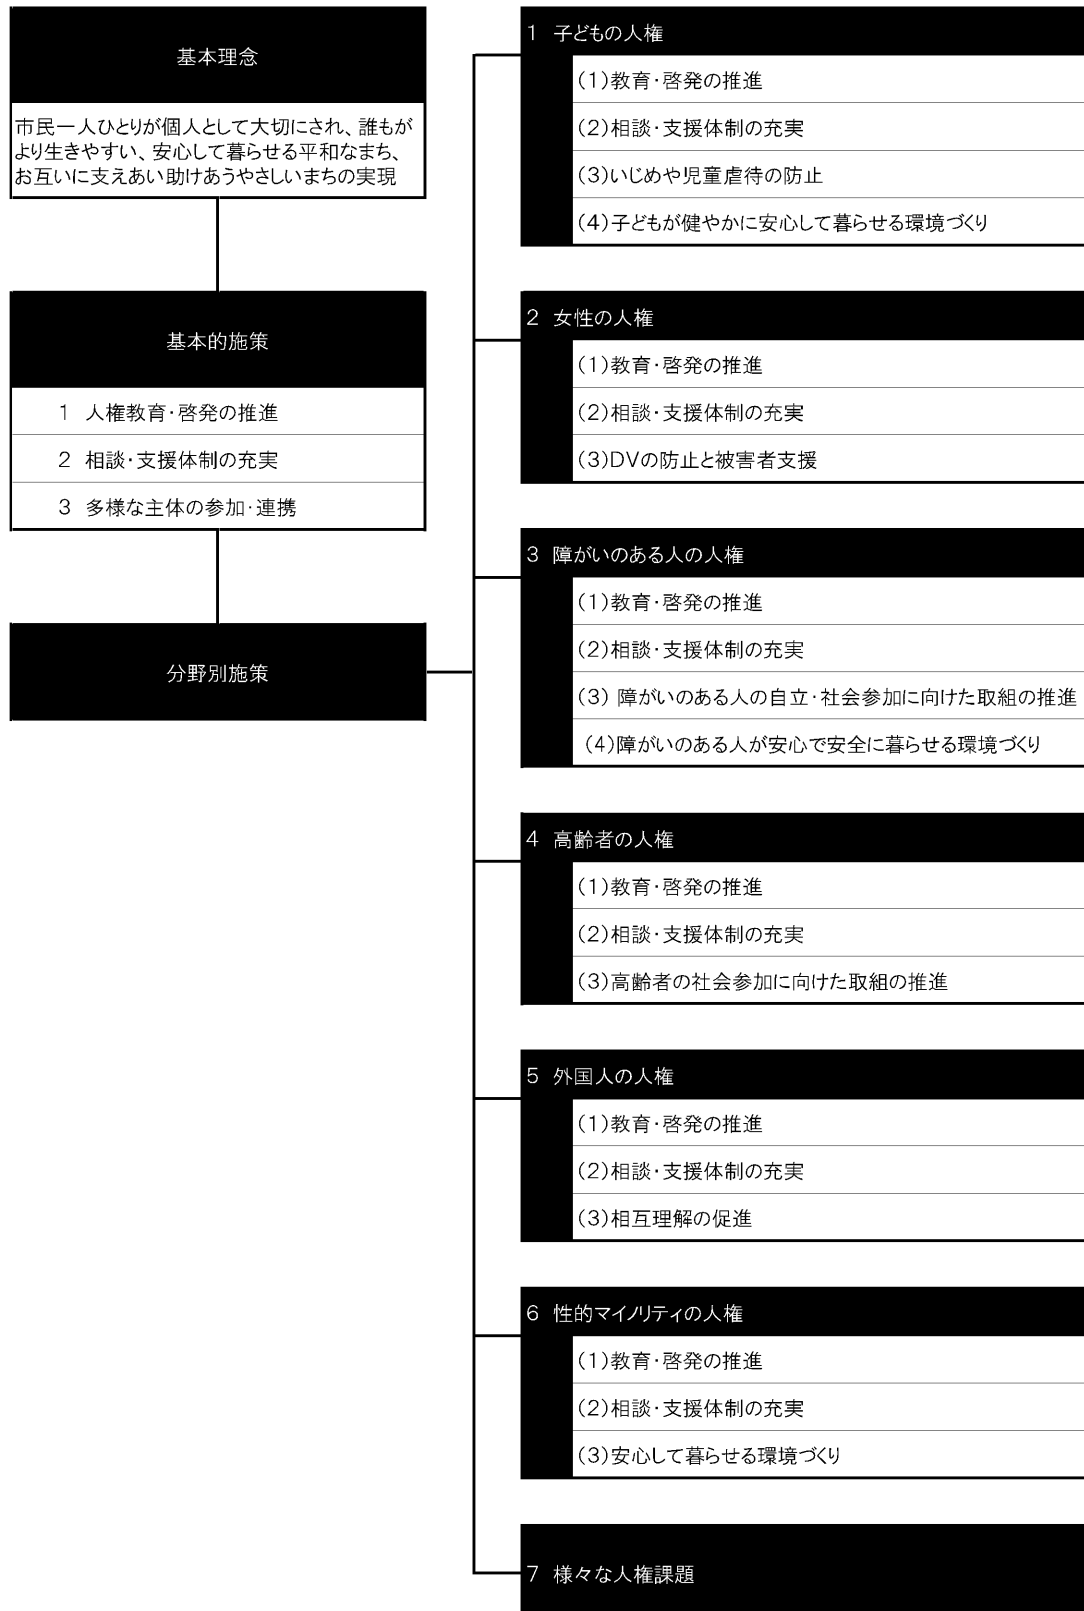 基本理念
市民一人ひとりが個人として大切にされ、誰もが
より生きやすい、安心して暮らせる平和なまち、
お互いに支えあい助けあうやさしいまちの実現
基本的施策
1 人権教育・啓発の推進
2 相談・支援体制の充実
3 多様な主体の参加・連携
分野別施策
1 子どもの人権
(1)教育・啓発の推進
(2)相談・支援体制の充実
(3)いじめや児童虐待の防止
(4)子どもが健やかに安心して暮らせる環境づくり
2 女性の人権
(1)教育・啓発の推進
(2)相談・支援体制の充実
(3)DVの防止と被害者支援
3 障がいのある人の人権
(1)教育・啓発の推進
(2)相談・支援体制の充実
(3) 障がいのある人の自立・社会参加に向けた取組の推進
(4)障がいのある人が安心で安全に暮らせる環境づくり
4 高齢者の人権
(1)教育・啓発の推進
(2)相談・支援体制の充実
(3)高齢者の社会参加に向けた取組の推進
5 外国人の人権
(1)教育・啓発の推進
(2)相談・支援体制の充実
(3)相互理解の促進
6 性的マイノリティの人権
(1)教育・啓発の推進
(2)相談・支援体制の充実
(3)安心して暮らせる環境づくり
7 様々な人権課題